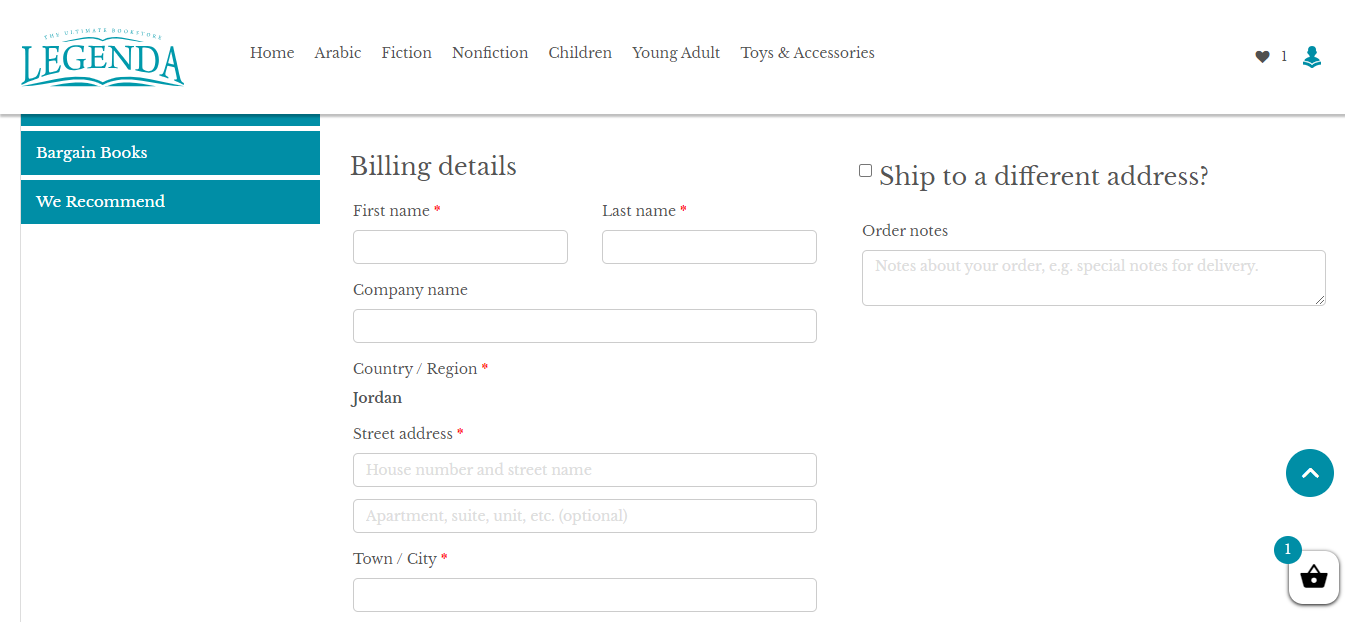 THE ULTIMATE BOOKSTORE
LEGENDA
Home Arabic Fiction Nonfiction Children Young Adult Toys & Accessories
1
Bargain Books
We Recommend
Billing details
First name * Last name *
Company name
Country / Region *
Jordan
Street address *
House number and street name
Apartment, suite, unit, etc. (optional)
Town / City *
Ship to a different address?
Order notes
Notes about your order, e.g. special notes for delivery.
1